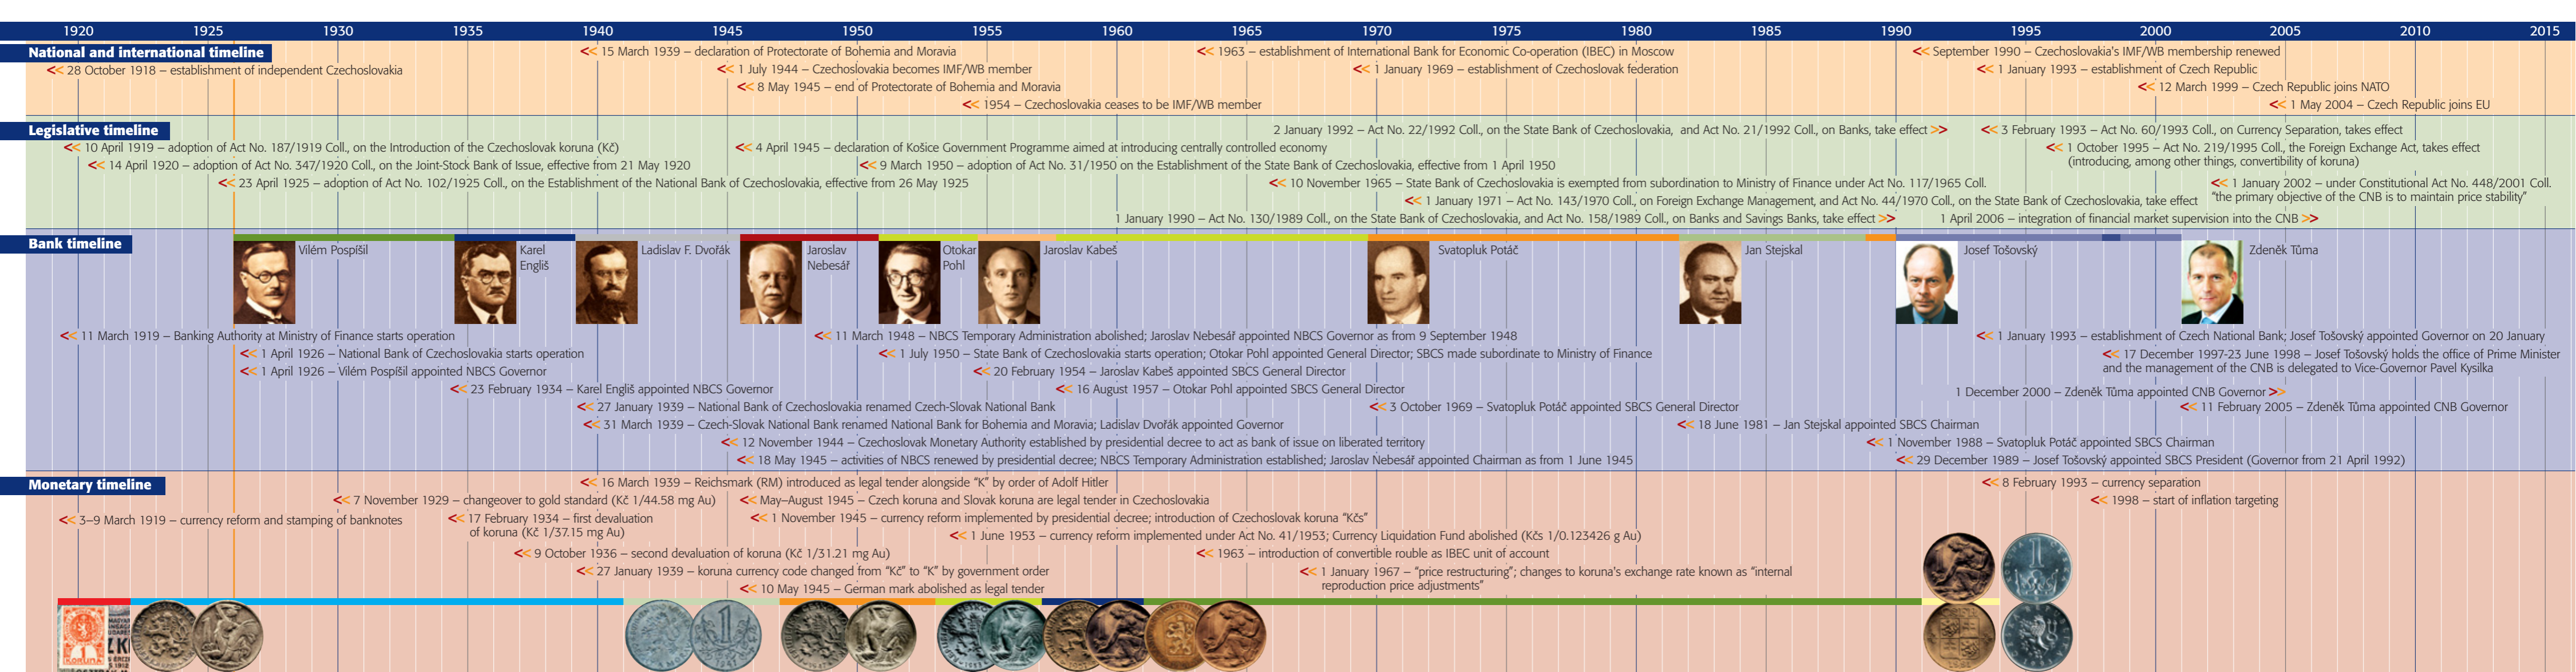 1920 1925 1930 1935 1940 1945 1950 1955 1960 1965 1970 1975 1980 1985 1990 1995 2000 2005 2010 2015
National and international timeline
<< 15 March 1939 – declaration of Protectorate of Bohemia and Moravia
<< 1963 – establishment of International Bank for Economic Co-operation (IBEC) in Moscow
<< September 1990 – Czechoslovakia's IMF/WB membership renewed
<< 28 October 1918 – establishment of independent Czechoslovakia
<< 1 July 1944 – Czechoslovakia becomes IMF/WB member
<< 1 January 1969 – establishment of Czechoslovak federation
<< 1 January 1993 – establishment of Czech Republic
<< 8 May 1945 – end of Protectorate of Bohemia and Moravia
<< 12 March 1999 – Czech Republic joins NATO
<< 1954 – Czechoslovakia ceases to be IMF/WB member
<< 1 May 2004 – Czech Republic joins EU
Legislative timeline
2 January 1992 – Act No. 22/1992 Coll., on the State Bank of Czechoslovakia, and Act No. 21/1992 Coll., on Banks, take effect >>
<< 3 February 1993 – Act No. 60/1993 Coll., on Currency Separation, takes effect
<< 10 April 1919 – adoption of Act No. 187/1919 Coll., on the Introduction of the Czechoslovak koruna (Kč)
<< 4 April 1945 – declaration of Košice Government Programme aimed at introducing centrally controlled economy
<< 1 October 1995 – Act No. 219/1995 Coll., the Foreign Exchange Act, takes effect
(introducing, among other things, convertibility of koruna)
<< 14 April 1920 – adoption of Act No. 347/1920 Coll., on the Joint-Stock Bank of Issue, effective from 21 May 1920
<< 9 March 1950 – adoption of Act No. 31/1950 on the Establishment of the State Bank of Czechoslovakia, effective from 1 April 1950
<< 23 April 1925 – adoption of Act No. 102/1925 Coll., on the Establishment of the National Bank of Czechoslovakia, effective from 26 May 1925
<< 10 November 1965 – State Bank of Czechoslovakia is exempted from subordination to Ministry of Finance under Act No. 117/1965 Coll.
<< 1 January 2002 – under Constitutional Act No. 448/2001 Coll.
"the primary objective of the CNB is to maintain price stability"
<< 1 January 1971 – Act No. 143/1970 Coll., on Foreign Exchange Management, and Act No. 44/1970 Coll., on the State Bank of Czechoslovakia, take effect
1 January 1990 – Act No. 130/1989 Coll., on the State Bank of Czechoslovakia, and Act No. 158/1989 Coll., on Banks and Savings Banks, take effect >>
1 April 2006 – integration of financial market supervision into the CNB >>
Bank timeline
Vilém Pospíšil
Karel
Engliš
Ladislav F. Dvořák
Jaroslav
Nebesář
Otokar
Pohl
Jaroslav Kabeš
Svatopluk Potáč
Jan Stejskal
Josef Tošovský
Zdeněk Tůma
<< 11 March 1919 – Banking Authority at Ministry of Finance starts operation
<< 11 March 1948 – NBCS Temporary Administration abolished; Jaroslav Nebesář appointed NBCS Governor as from 9 September 1948
<< 1 January 1993 – establishment of Czech National Bank; Josef Tošovský appointed Governor on 20 January
<< 1 April 1926 – National Bank of Czechoslovakia starts operation
<< 1 July 1950 – State Bank of Czechoslovakia starts operation; Otokar Pohl appointed General Director; SBCS made subordinate to Ministry of Finance
<< 17 December 1997-23 June 1998 – Josef Tošovský holds the office of Prime Minister
and the management of the CNB is delegated to Vice-Governor Pavel Kysilka
<< 1 April 1926 – Vilém Pospíšil appointed NBCS Governor
<< 20 February 1954 – Jaroslav Kabeš appointed SBCS General Director
<< 23 February 1934 – Karel Engliš appointed NBCS Governor
<< 16 August 1957 – Otokar Pohl appointed SBCS General Director
1 December 2000 – Zdeněk Tůma appointed CNB Governor >>
<< 27 January 1939 – National Bank of Czechoslovakia renamed Czech-Slovak National Bank
<< 3 October 1969 – Svatopluk Potáč appointed SBCS General Director
<< 11 February 2005 – Zdeněk Tůma appointed CNB Governor
<< 31 March 1939 – Czech-Slovak National Bank renamed National Bank for Bohemia and Moravia; Ladislav Dvořák appointed Governor
<< 18 June 1981 – Jan Stejskal appointed SBCS Chairman
<< 12 November 1944 – Czechoslovak Monetary Authority established by presidential decree to act as bank of issue on liberated territory
<< 1 November 1988 – Svatopluk Potáč appointed SBCS Chairman
<< 18 May 1945 – activities of NBCS renewed by presidential decree; NBCS Temporary Administration established; Jaroslav Nebesář appointed Chairman as from 1 June 1945
<< 29 December 1989 – Josef Tošovský appointed SBCS President (Governor from 21 April 1992)
Monetary timeline
<< 16 March 1939 – Reichsmark (RM) introduced as legal tender alongside "K" by order of Adolf Hitler
<< 8 February 1993 – currency separation
<< 7 November 1929 – changeover to gold standard (Kč 1/44.58 mg Au)
<< May–August 1945 – Czech koruna and Slovak koruna are legal tender in Czechoslovakia
<< 1998 – start of inflation targeting
<< 3–9 March 1919 – currency reform and stamping of banknotes
<< 17 February 1934 – first devaluation
of koruna (Kč 1/37.15 mg Au)
<< 1 November 1945 – currency reform implemented by presidential decree; introduction of Czechoslovak koruna "Kčs"
<< 1 June 1953 – currency reform implemented under Act No. 41/1953; Currency Liquidation Fund abolished (Kčs 1/0.123426 g Au)
<< 9 October 1936 – second devaluation of koruna (Kč 1/31.21 mg Au)
<< 1963 – introduction of convertible rouble as IBEC unit of account
<< 27 January 1939 – koruna currency code changed from "Kč" to "K" by government order
<< 1 January 1967 – "price restructuring"; changes to koruna's exchange rate known as "internal
reproduction price adjustments"
<< 10 May 1945 – German mark abolished as legal tender